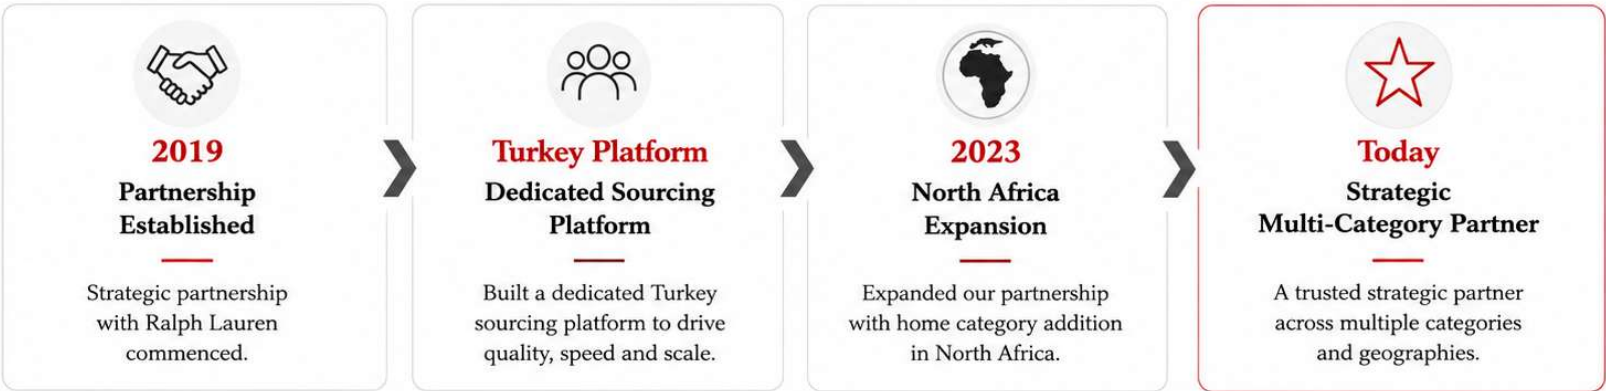 2019
Partnership
Established
Strategic partnership
with Ralph Lauren
commenced.
Turkey Platform
Dedicated Sourcing
Platform
Built a dedicated Turkey
sourcing platform to drive
quality, speed and scale.
2023
North Africa
Expansion
Expanded our partnership
with home category addition
in North Africa.
Today
Strategic
Multi-Category Partner
A trusted strategic partner
across multiple categories
and geographies.